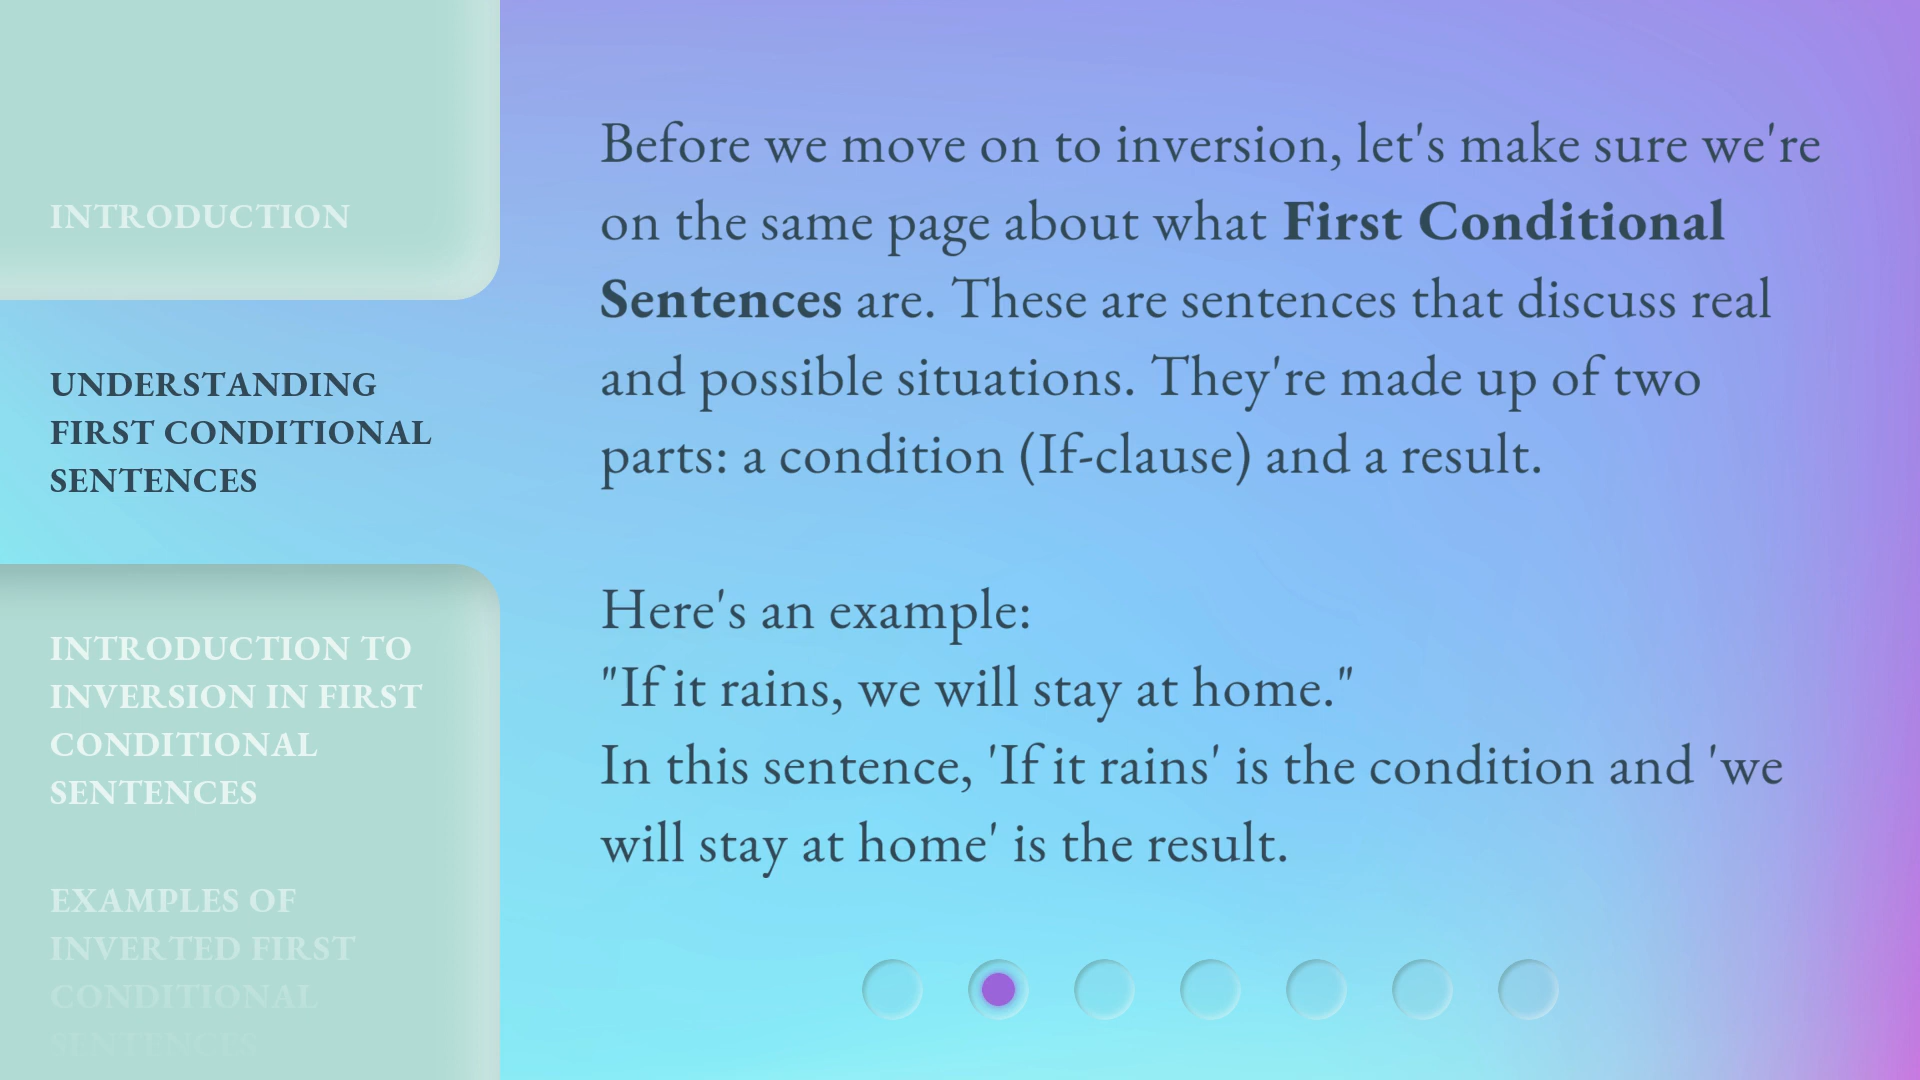 INTRODUCTION
UNDERSTANDING
FIRST CONDITIONAL
SENTENCES
INTRODUCTION TO
INVERSION IN FIRST
CONDITIONAL
SENTENCES
EXAMPLES OF
INVERTED FIRST
CONDITIONAL
SENTENCES
Before we move on to inversion, let's make sure we're
on the same page about what First Conditional
Sentences are. These are sentences that discuss real
and possible situations. They're made up of two
parts: a condition (If-clause) and a result.
Here's an example:
"If it rains, we will stay at home."
In this sentence, 'If it rains' is the condition and 'we
will stay at home' is the result.